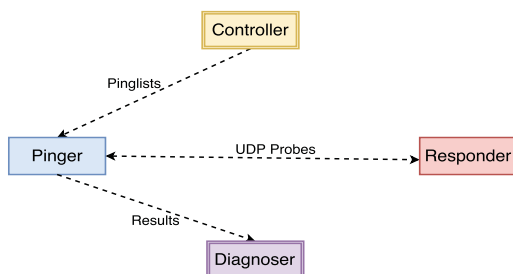 Controller
Pinglists
UDP Probes
Pinger
Responder
Results
Diagnoser